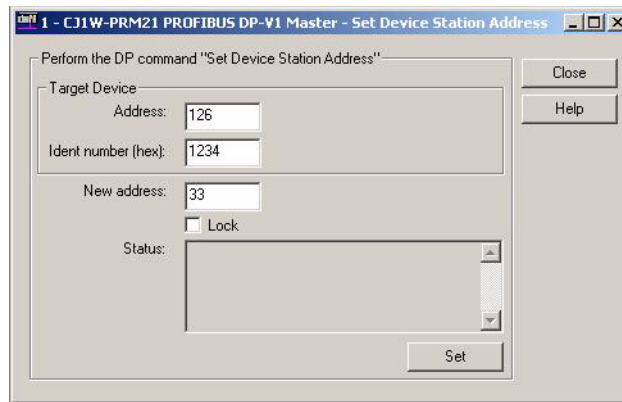 1 - CJ1W-PRM21 PROFIBUS DP-V1 Master - Set Device Station Address
Perform the DP command "Set Device Station Address"
Close
Target Device
Address: 126
Help
Ident number (hex): 1234
New address: 33
Lock
Status:
Set